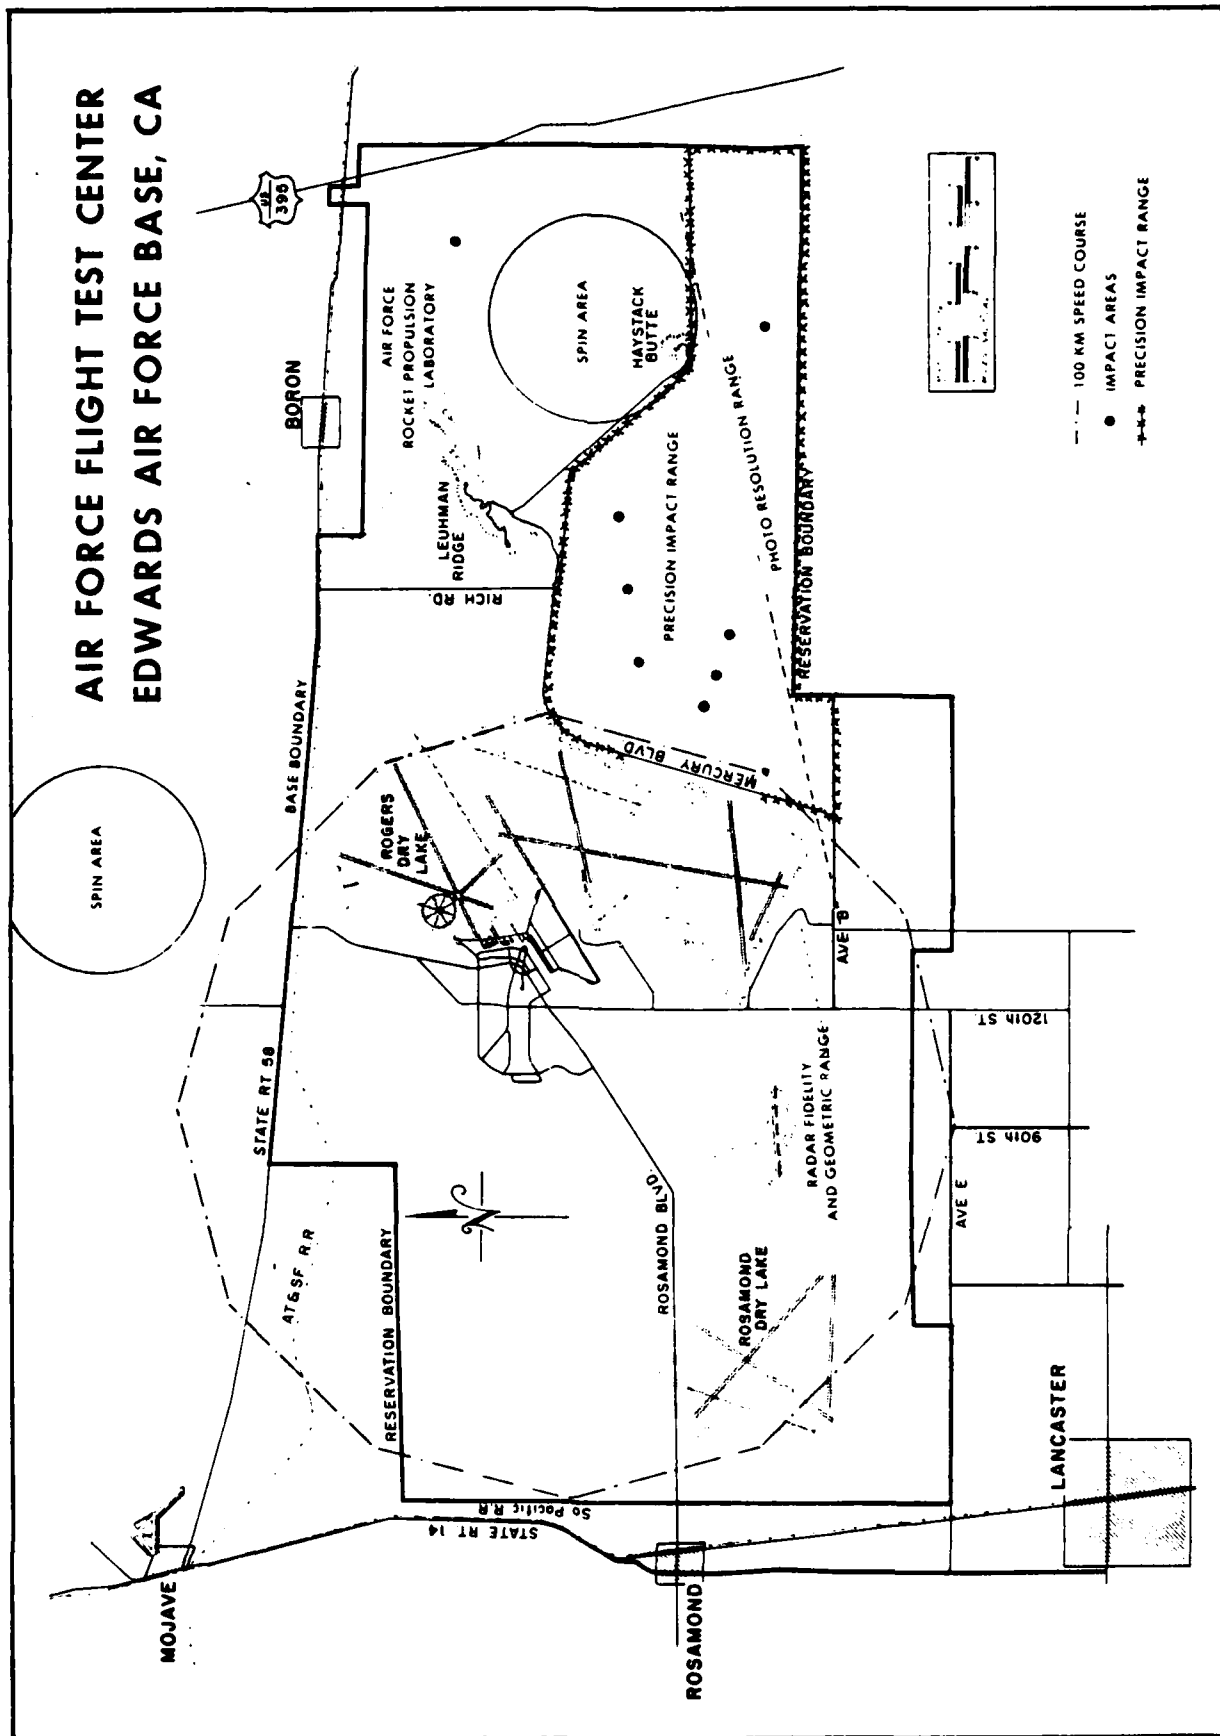 AIR FORCE FLIGHT TEST CENTER
EDWARDS AIR FORCE BASE, CA
SPIN AREA
US
395
MOJAVE
BORON
BASE BOUNDARY
STATE RT 58
AT&SF R.R
AIR FORCE
ROCKET PROPULSION
LABORATORY
LEUHMAN
RIDGE
RICH RD.
ROGERS
DRY
LAKE
SPIN AREA
HAYSTACK
BUTTE
RESERVATION BOUNDARY
N
STATE RT 14
So Pacific R.R
PRECISION IMPACT RANGE
MERCURY BLVD
PHOTO RESOLUTION RANGE
RESERVATION BOUNDARY
ROSAMOND BLVD.
ROSAMOND
ROSAMOND
DRY LAKE
RADAR FIDELITY
AND GEOMETRIC RANGE
AVE B
AVE E
90th ST
120th ST
LANCASTER
100 KM SPEED COURSE
IMPACT AREAS
PRECISION IMPACT RANGE